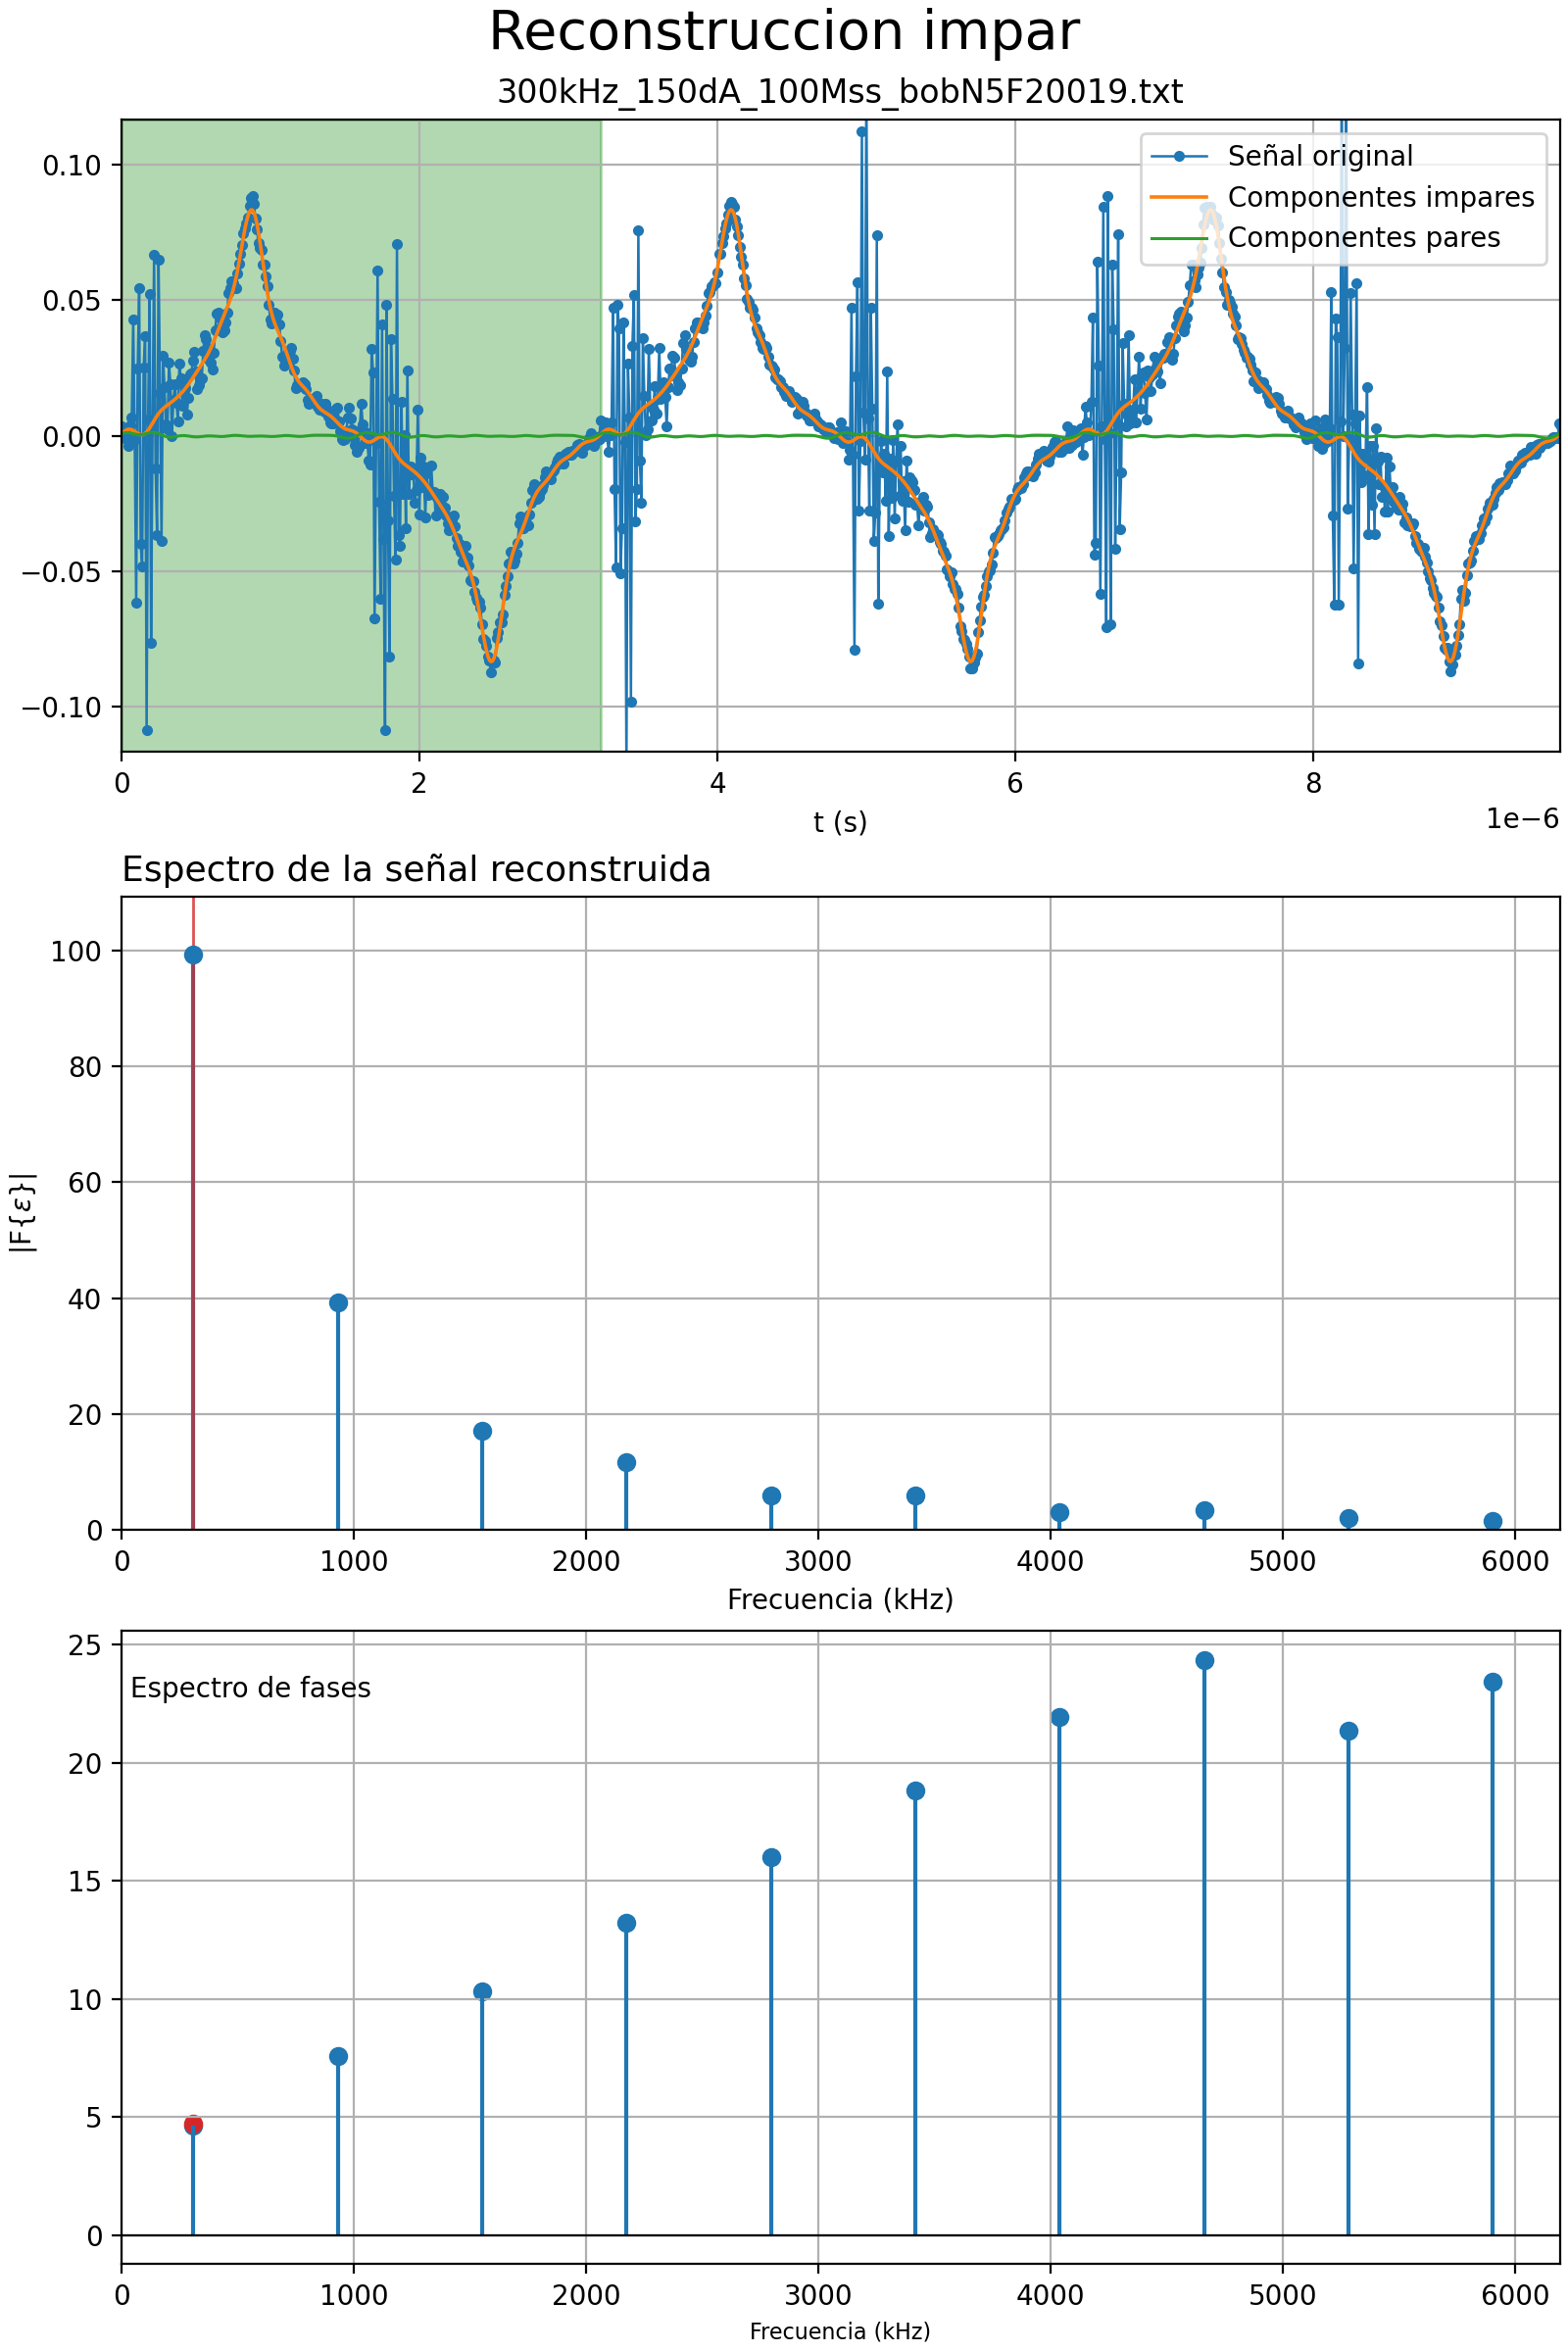 Reconstruccion impar
300kHz_150dA_100Mss_bobN5F20019.txt
0.10
0.05
0.00
−0.05
−0.10
Señal original
Componentes impares
Componentes pares
0 2 4 6 8
t (s)
1e−6
Espectro de la señal reconstruida
100
80
60
40
20
0
|F{ε}|
0 1000 2000 3000 4000 5000 6000
Frecuencia (kHz)
25
Espectro de fases
20
15
10
5
0
0 1000 2000 3000 4000 5000 6000
Frecuencia (kHz)